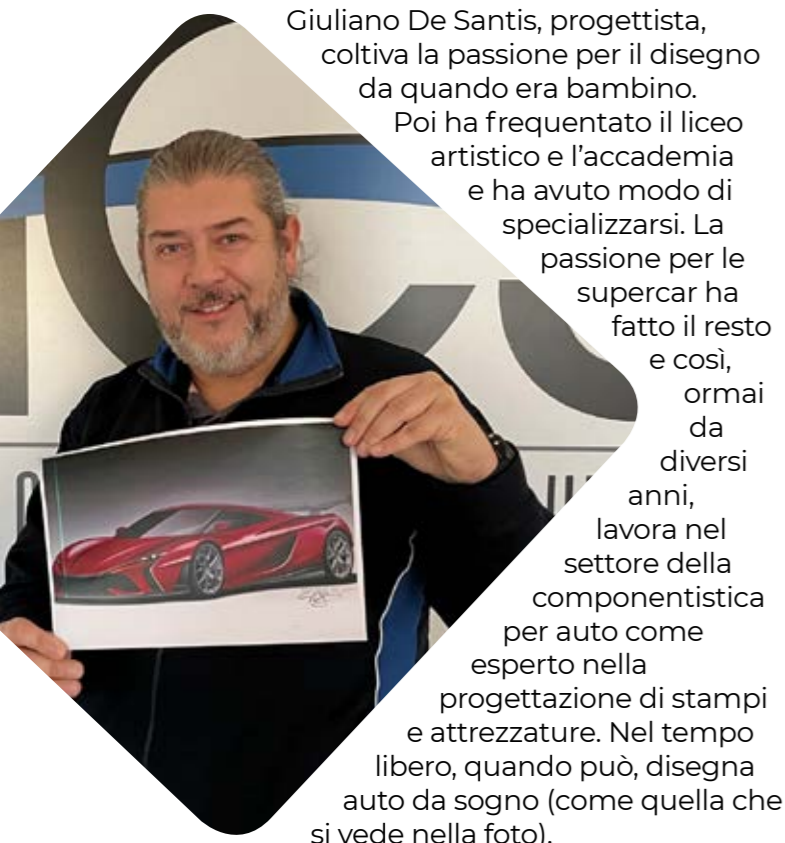 Giuliano De Santis, progettista,
coltiva la passione per il disegno
da quando era bambino.
Poi ha frequentato il liceo
artistico e l’accademia
e ha avuto modo di
specializzarsi. La
passione per le
supercar ha
fatto il resto
e così,
ormai
da
diversi
anni,
lavora nel
settore della
componentistica
per auto come
esperto nella
progettazione di stampi
e attrezzature. Nel tempo
libero, quando può, disegna
auto da sogno (come quella che
si vede nella foto).